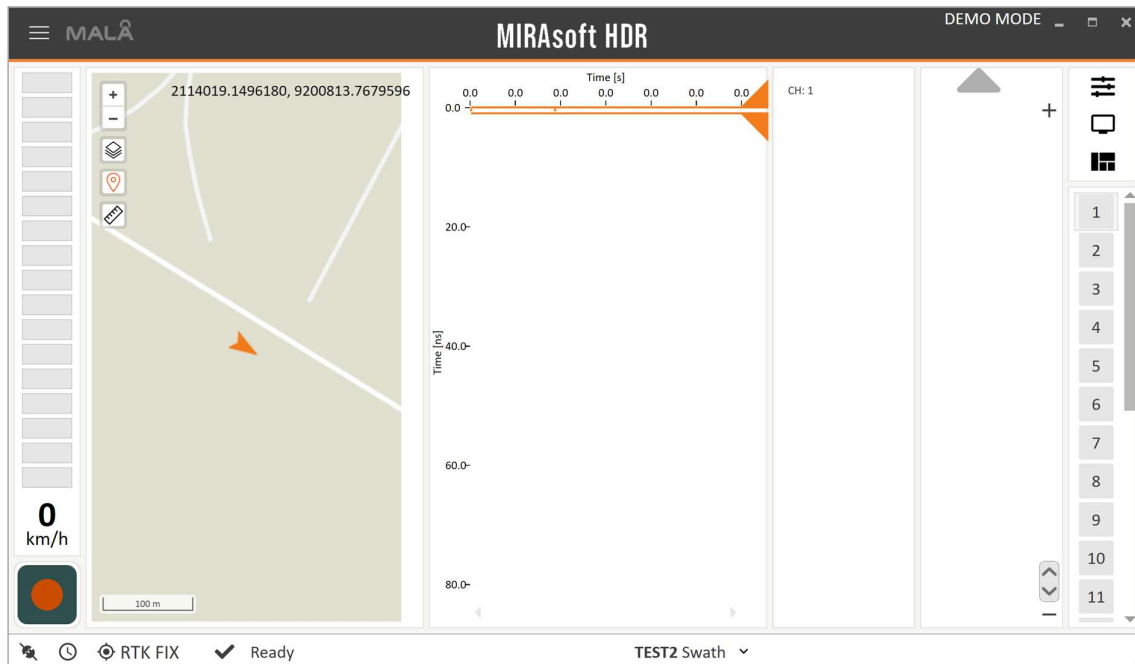 MALÅ
MIRAsoft HDR
DEMO MODE
+
−
2114019.1496180, 9200813.7679596
100 m
0
km/h
Time [s]
0.0 0.0 0.0 0.0 0.0 0.0 0.0
0.0
20.0
40.0
60.0
80.0
Time [ns]
CH: 1
+
−
1
2
3
4
5
6
7
8
9
10
11
RTK FIX
Ready
TEST2 Swath